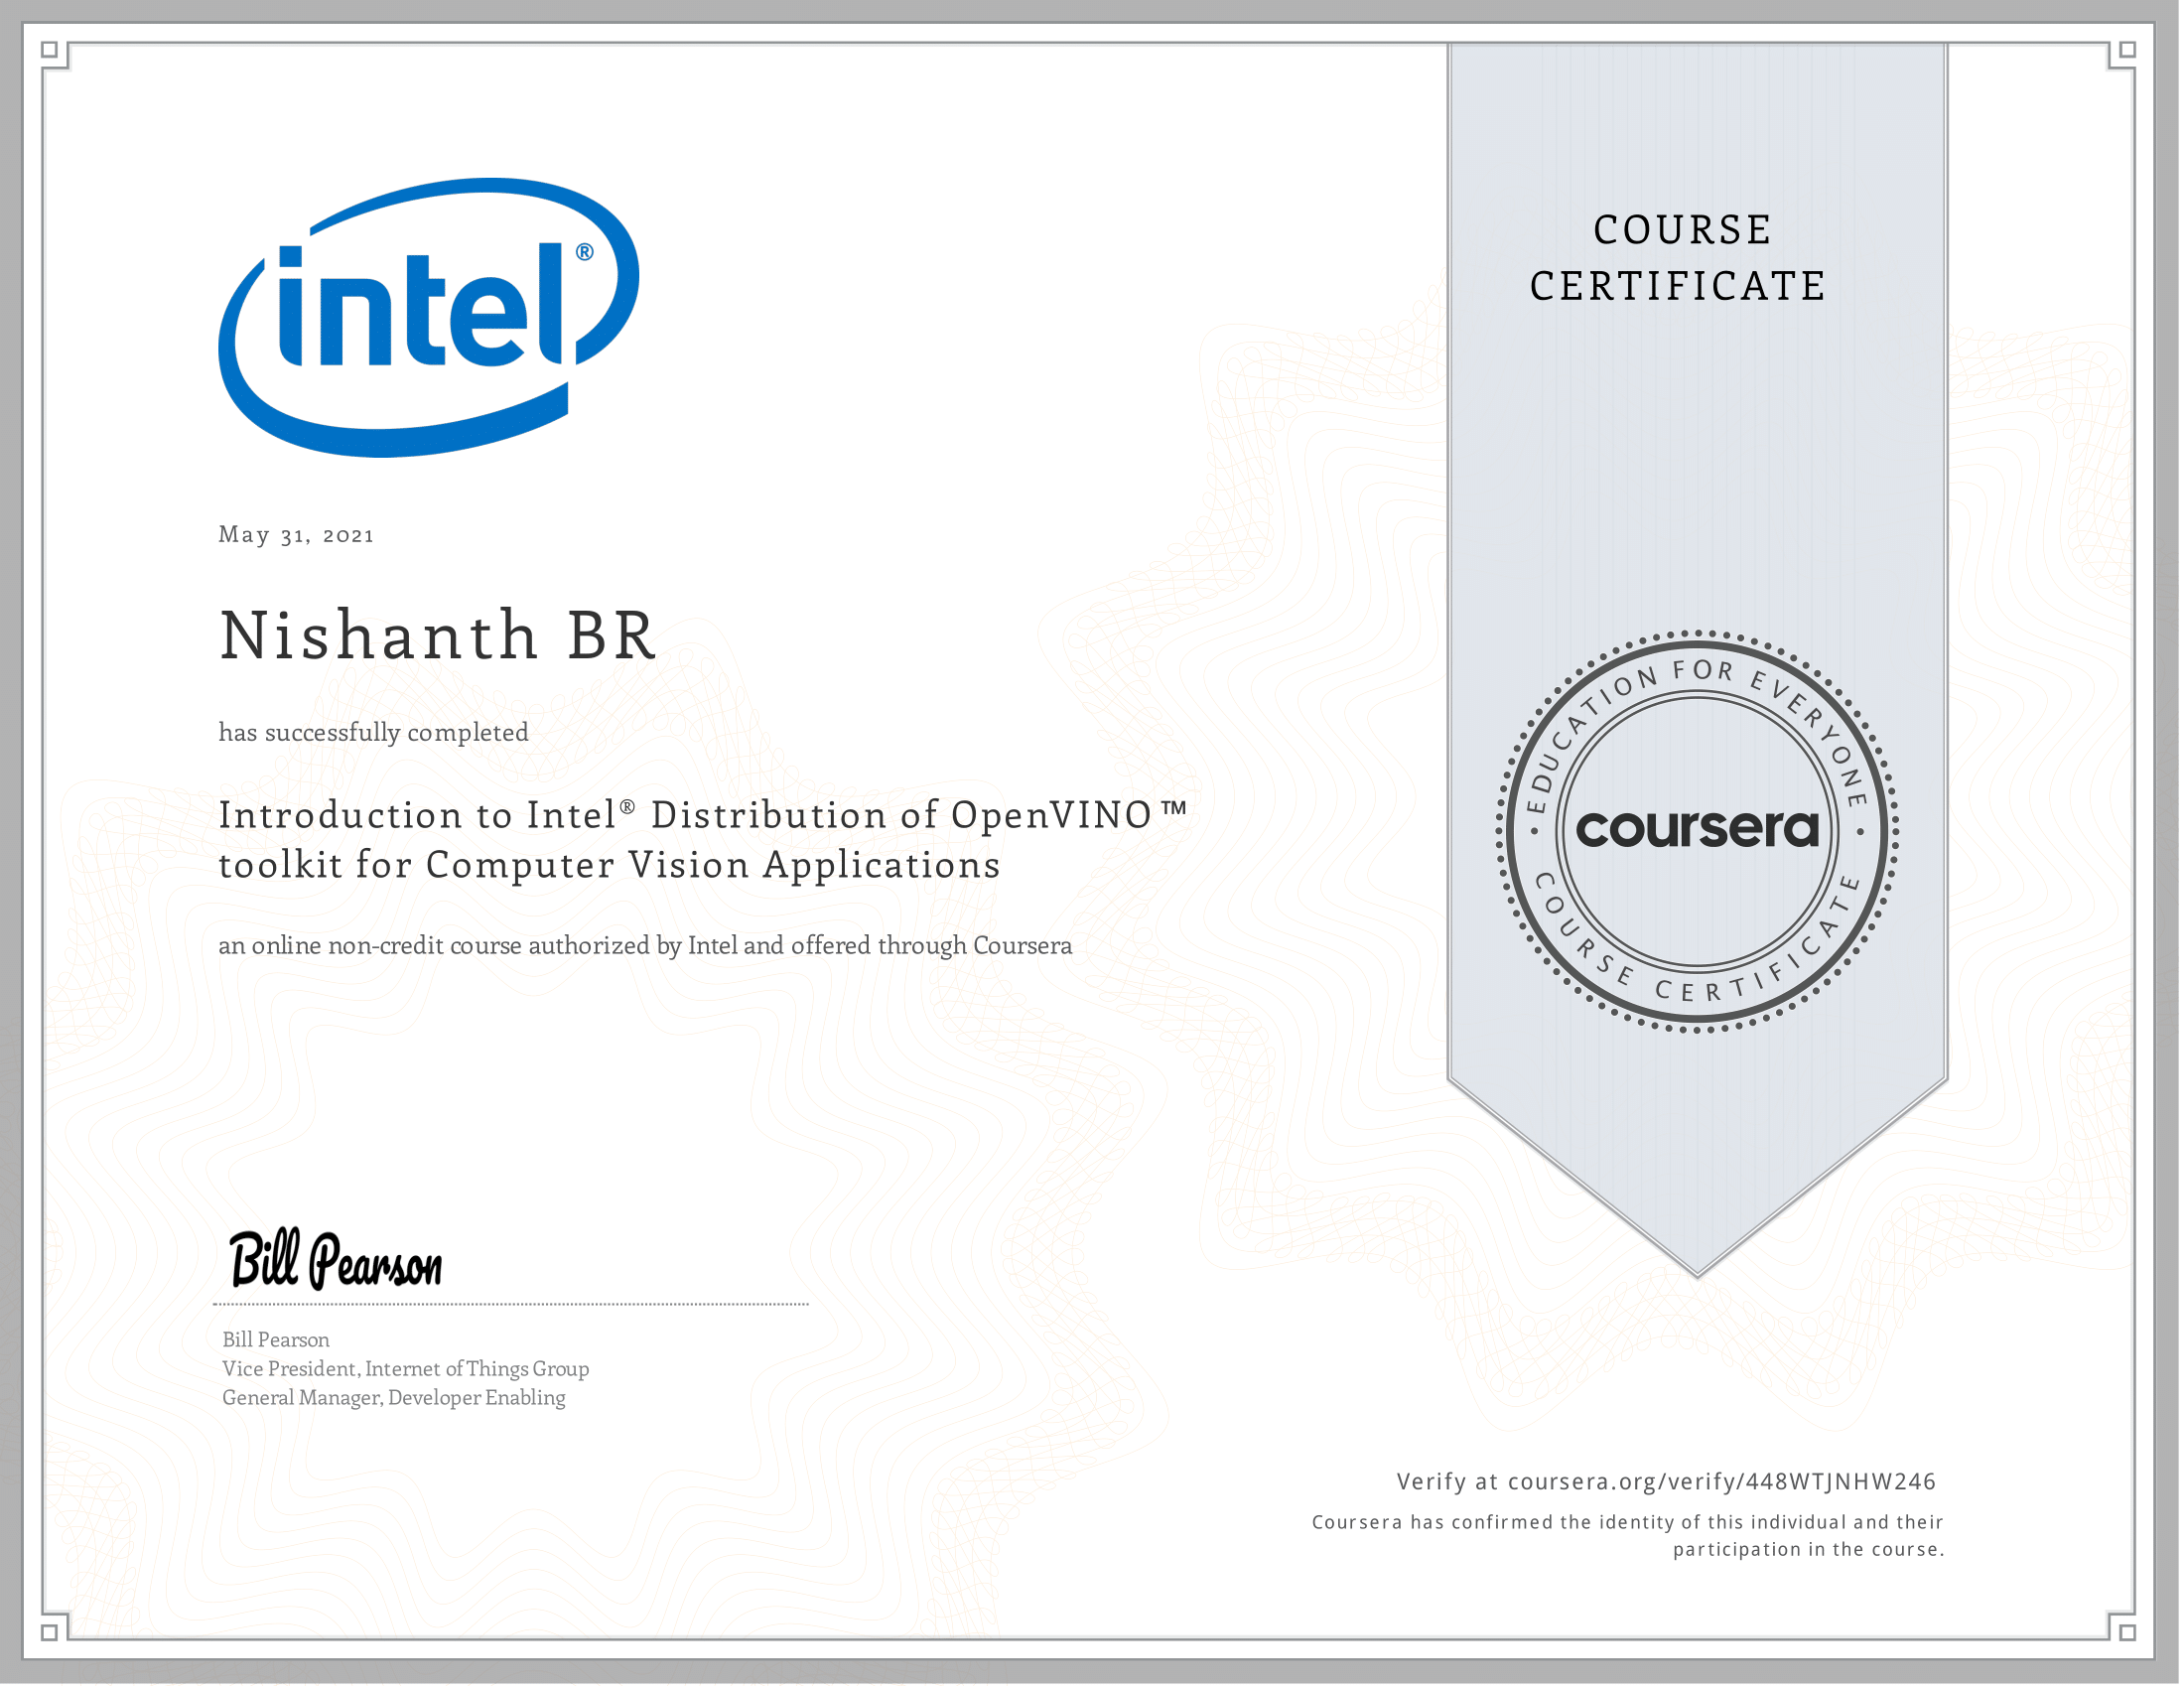 intel®
COURSE
CERTIFICATE
May 31, 2021
Nishanth BR
has successfully completed
Introduction to Intel® Distribution of OpenVINO™
toolkit for Computer Vision Applications
an online non-credit course authorized by Intel and offered through Coursera
EDUCATION FOR EVERYONE
coursera
COURSE CERTIFICATE
Bill Pearson
Bill Pearson
Vice President, Internet of Things Group
General Manager, Developer Enabling
Verify at coursera.org/verify/448WTJNHW246
Coursera has confirmed the identity of this individual and their
participation in the course.